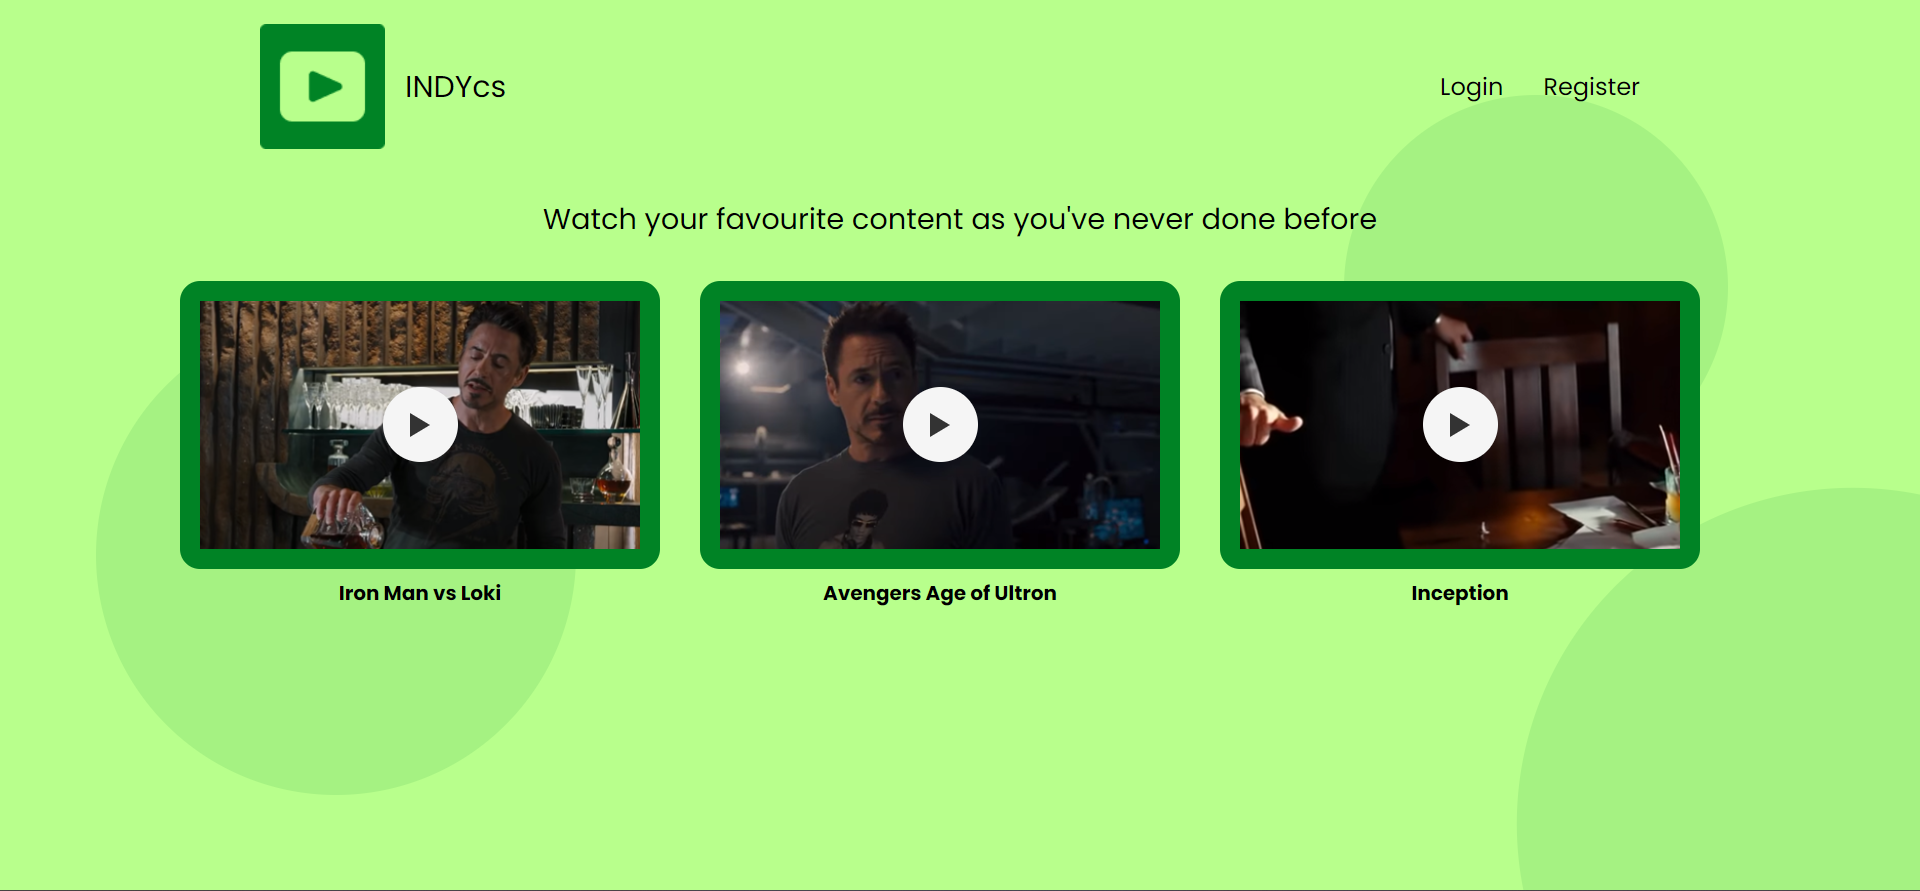 INDYcs
Login Register
Watch your favourite content as you've never done before
Iron Man vs Loki
Avengers Age of Ultron
Inception